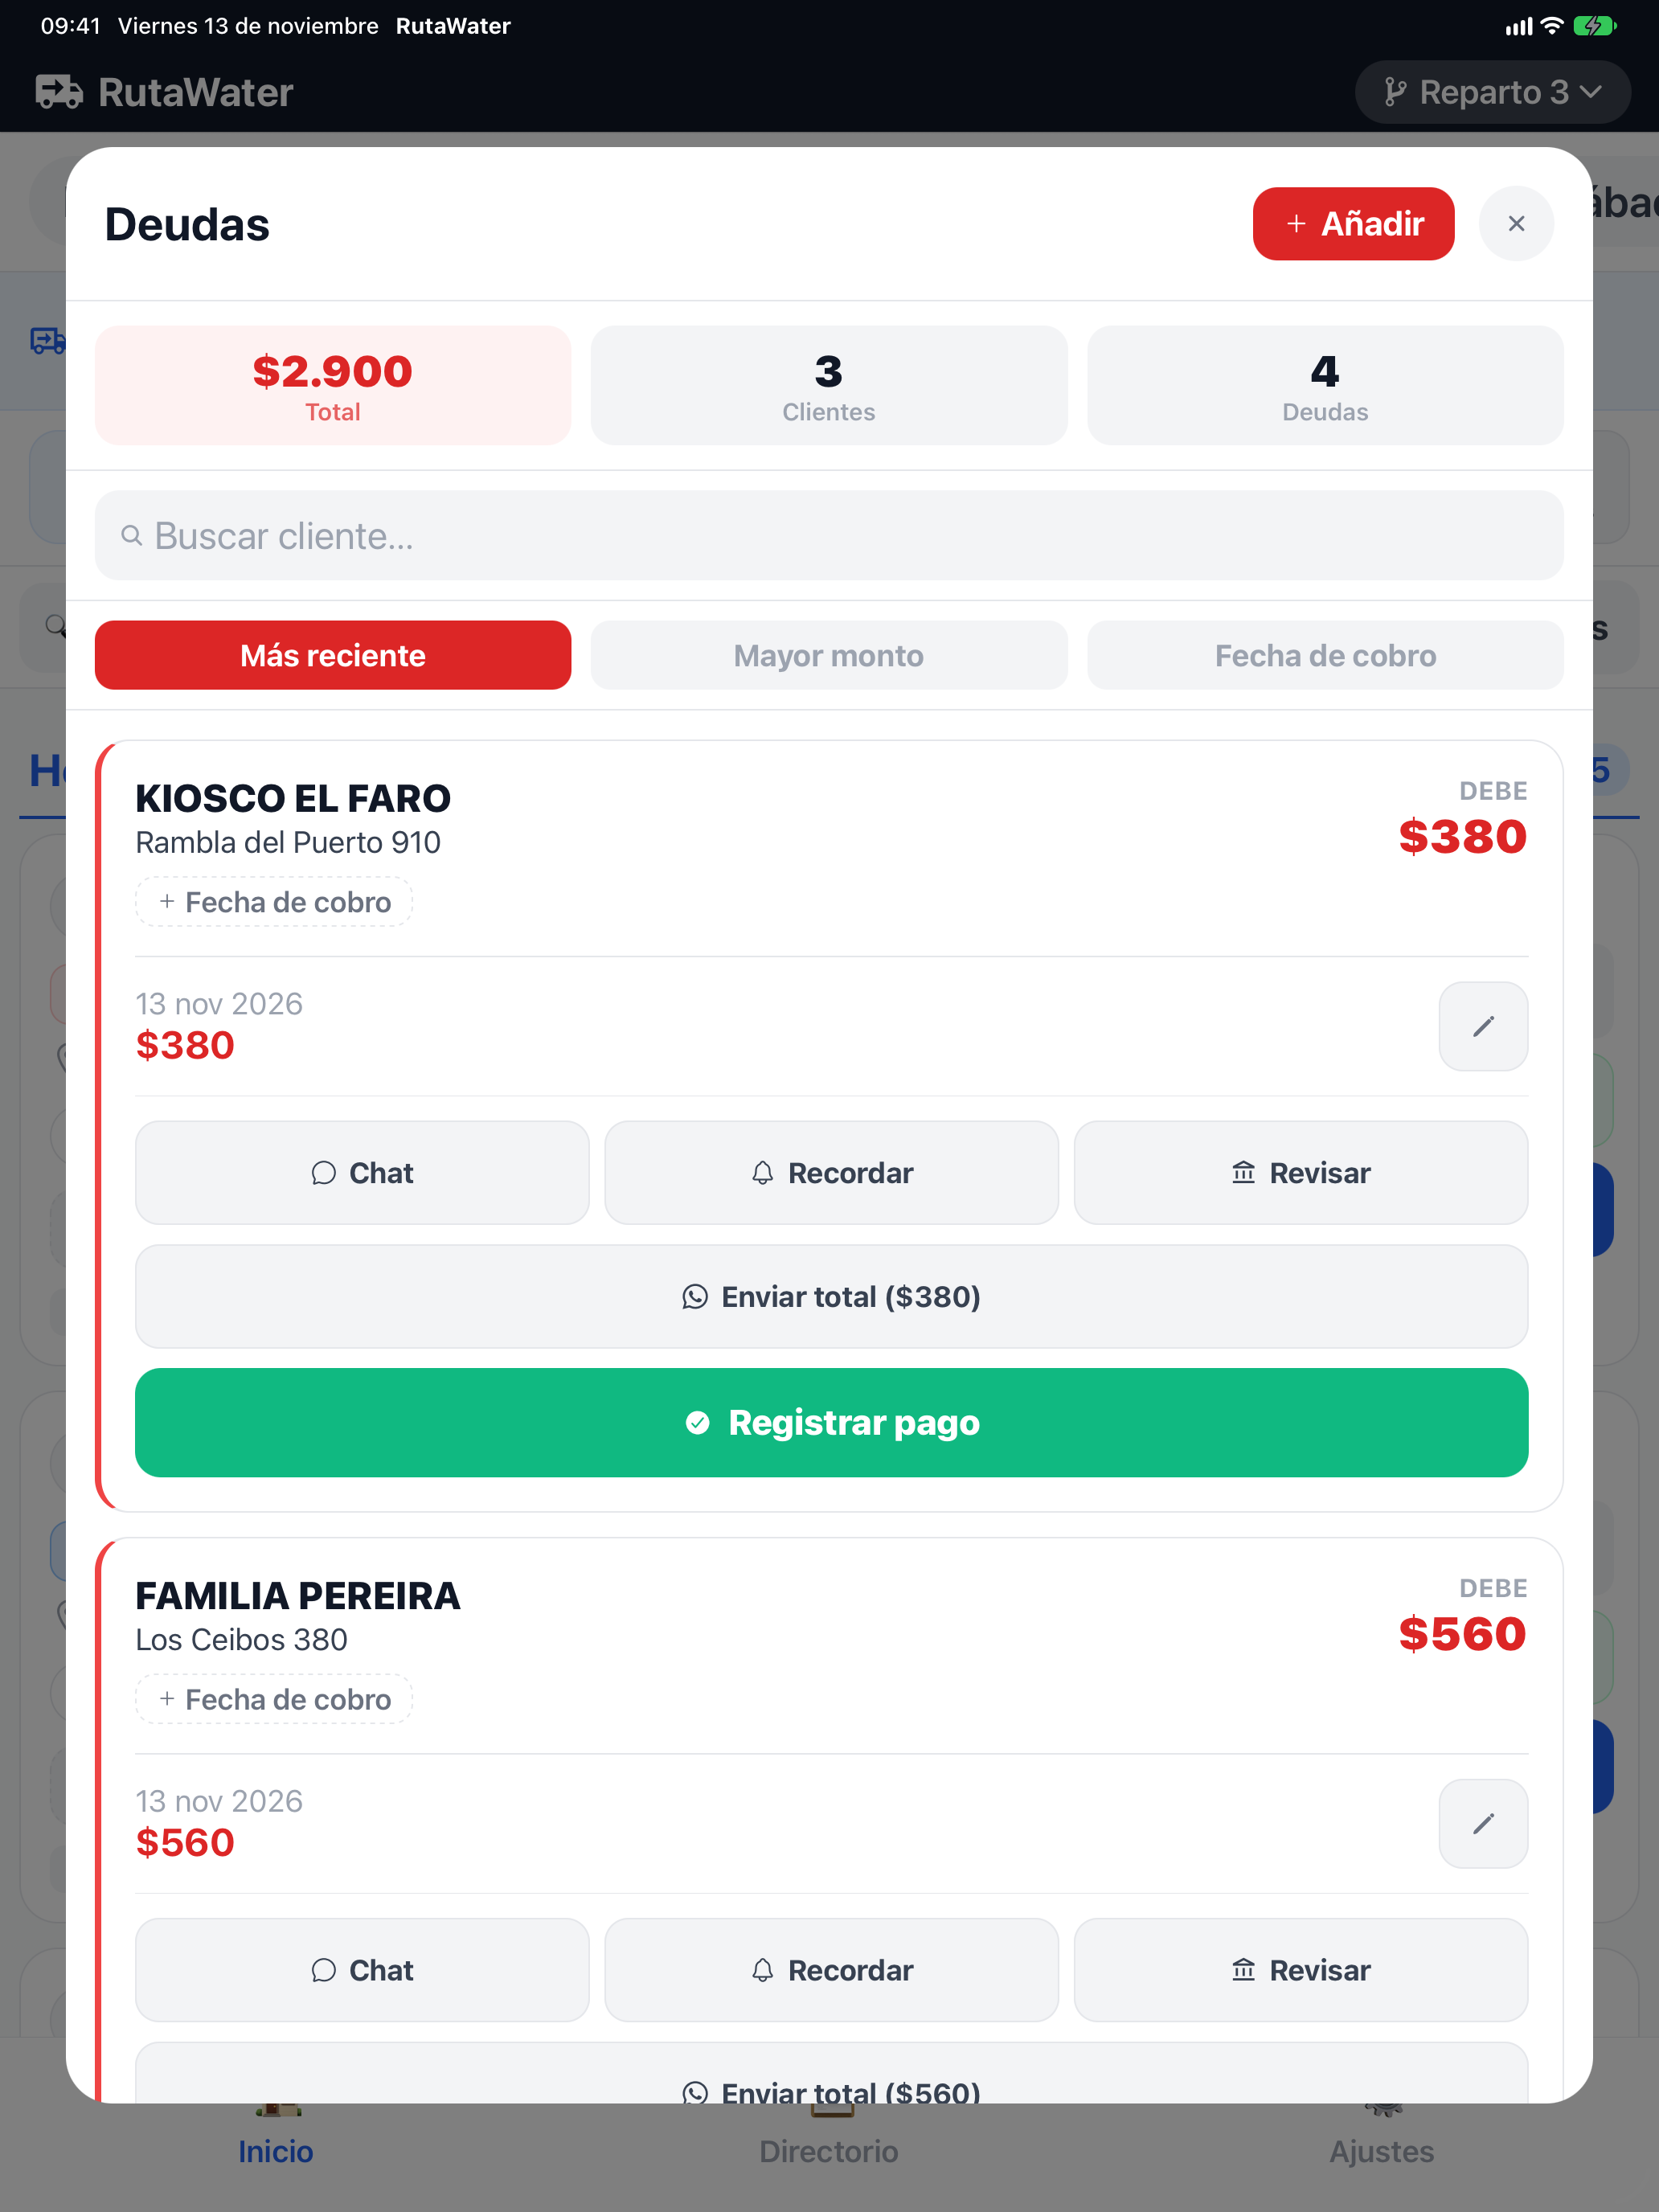 09:41 Viernes 13 de noviembre RutaWater
RutaWater
Reparto 3
Deudas
+ Añadir
×
$2.900
Total
3
Clientes
4
Deudas
Buscar cliente...
Más reciente
Mayor monto
Fecha de cobro
KIOSCO EL FARO
Rambla del Puerto 910
+ Fecha de cobro
DEBE
$380
13 nov 2026
$380
Chat
Recordar
Revisar
Enviar total ($380)
Registrar pago
FAMILIA PEREIRA
Los Ceibos 380
+ Fecha de cobro
DEBE
$560
13 nov 2026
$560
Chat
Recordar
Revisar
Enviar total ($560)
Inicio
Directorio
Ajustes